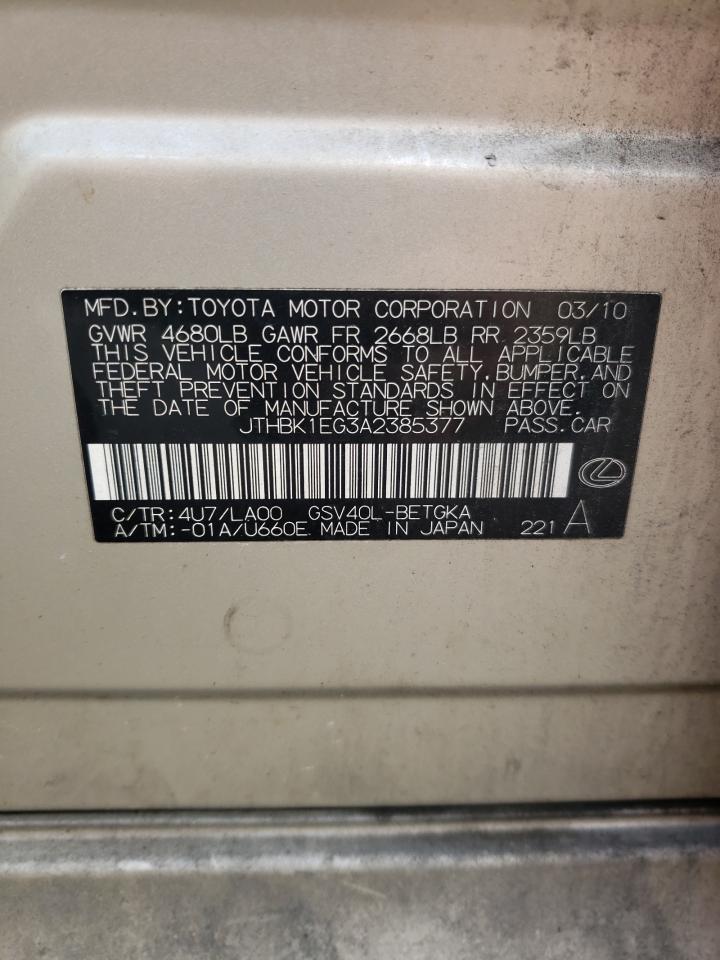 MFD.BY:TOYOTA MOTOR CORPORATION 03/10
GVWR 4680LB GAWR FR 2668LB RR 2359LB
THIS VEHICLE CONFORMS TO ALL APPLICABLE
FEDERAL MOTOR VEHICLE SAFETY,BUMPER,AND
THEFT PREVENTION STANDARDS IN EFFECT ON
THE DATE OF MANUFACTURE SHOWN ABOVE.
JTHBK1EG3A2385377 PASS.CAR
C/TR:4U7/LA00 GSV40L-BETGKA
A/TM:-01A/U660E MADE IN JAPAN 221 A